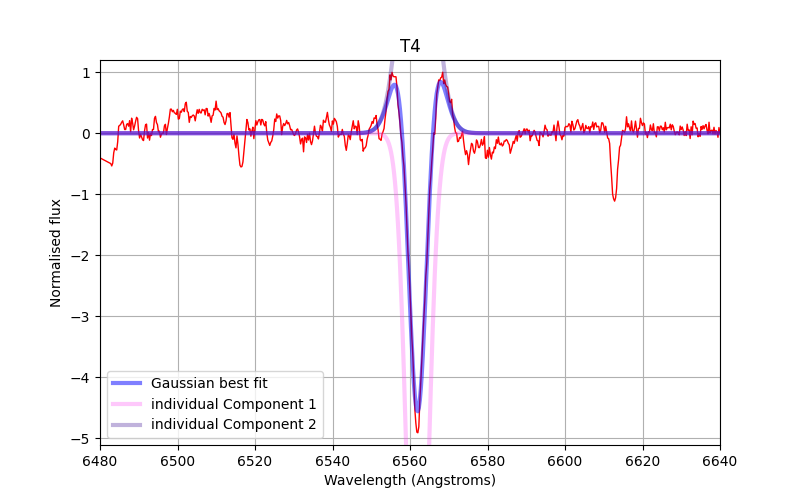 T4
1
0
−1
−2
−3
−4
−5
Normalised flux
Gaussian best fit
individual Component 1
individual Component 2
6480 6500 6520 6540 6560 6580 6600 6620 6640
Wavelength (Angstroms)